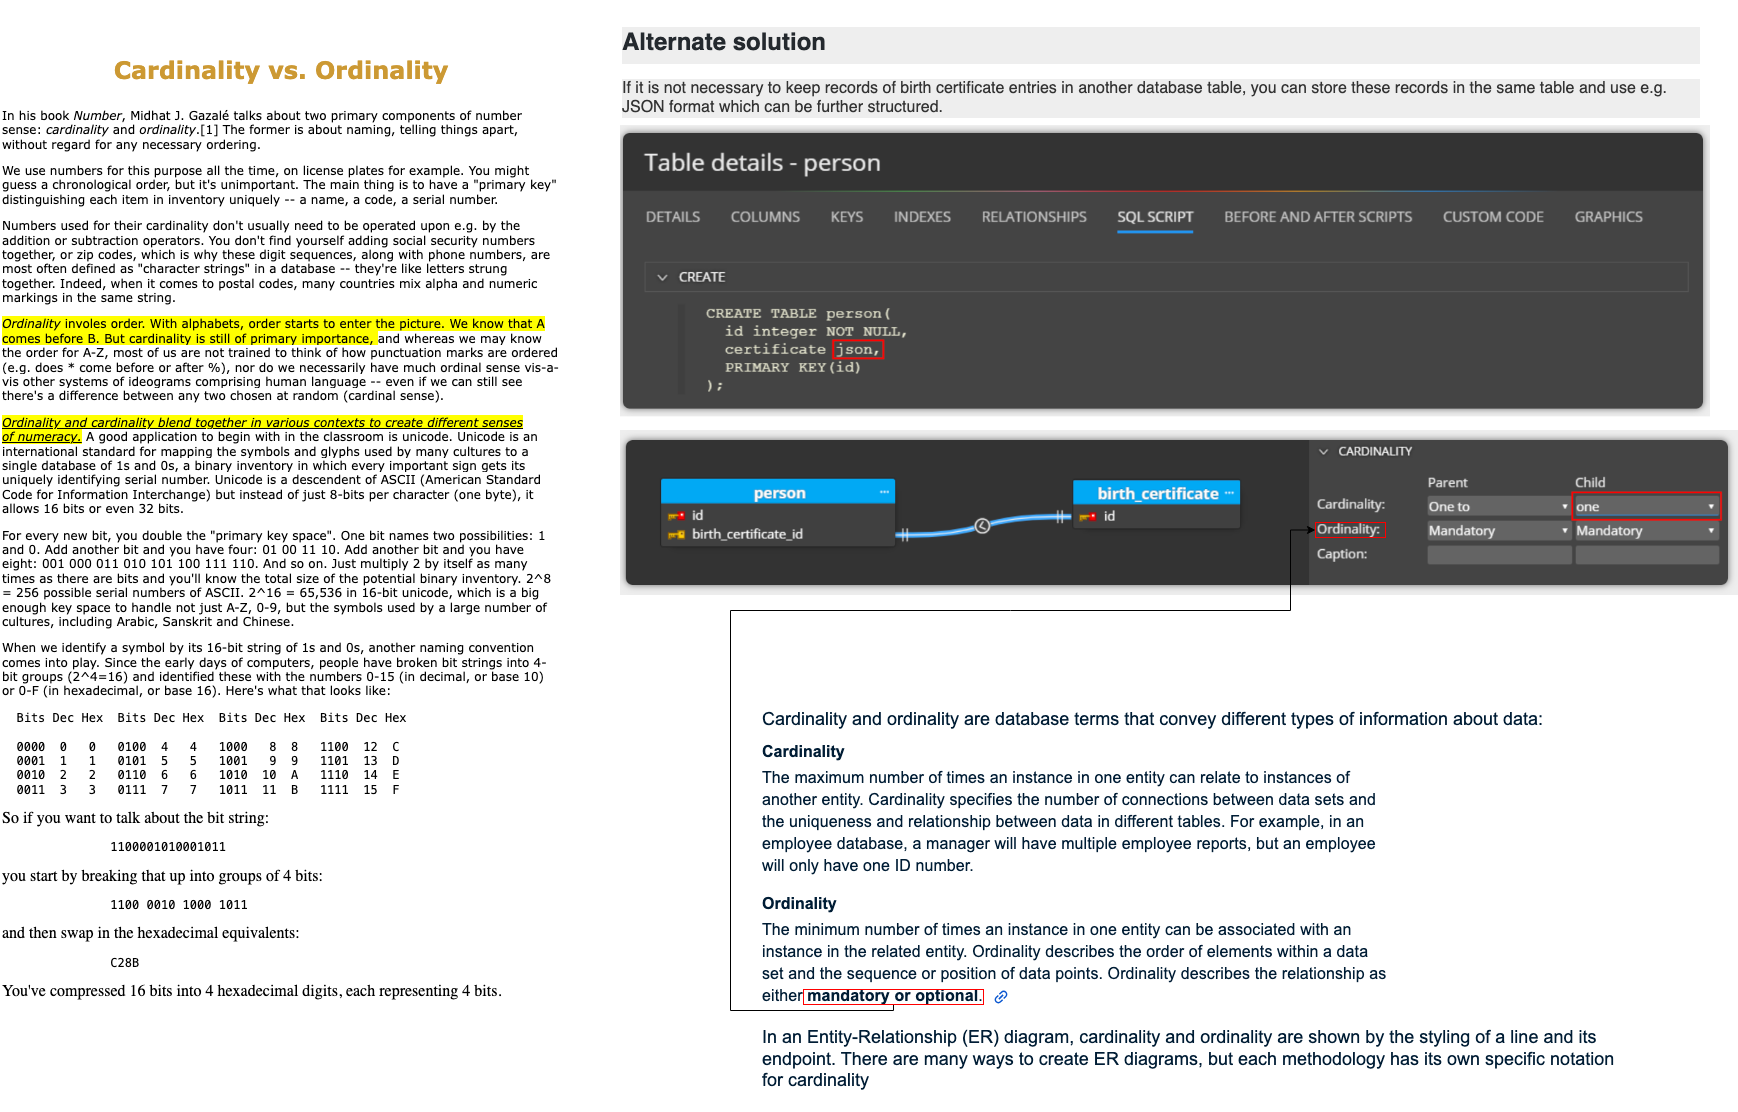 Cardinality vs. Ordinality
In his book Number, Midhat J. Gazalé talks about two primary components of number
sense: cardinality and ordinality.[1] The former is about naming, telling things apart,
without regard for any necessary ordering.
We use numbers for this purpose all the time, on license plates for example. You might
guess a chronological order, but it's unimportant. The main thing is to have a "primary key"
distinguishing each item in inventory uniquely -- a name, a code, a serial number.
Numbers used for their cardinality don't usually need to be operated upon e.g. by the
addition or subtraction operators. You don't find yourself adding social security numbers
together, or zip codes, which is why these digit sequences, along with phone numbers, are
most often defined as "character strings" in a database -- they're like letters strung
together. Indeed, when it comes to postal codes, many countries mix alpha and numeric
markings in the same string.
Ordinality involes order. With alphabets, order starts to enter the picture. We know that A
comes before B. But cardinality is still of primary importance, and whereas we may know
the order for A-Z, most of us are not trained to think of how punctuation marks are ordered
(e.g. does * come before or after %), nor do we necessarily have much ordinal sense vis-a-
vis other systems of ideograms comprising human language -- even if we can still see
there's a difference between any two chosen at random (cardinal sense).
Ordinality and cardinality blend together in various contexts to create different senses
of numeracy. A good application to begin with in the classroom is unicode. Unicode is an
international standard for mapping the symbols and glyphs used by many cultures to a
single database of 1s and 0s, a binary inventory in which every important sign gets its
uniquely identifying serial number. Unicode is a descendent of ASCII (American Standard
Code for Information Interchange) but instead of just 8-bits per character (one byte), it
allows 16 bits or even 32 bits.
For every new bit, you double the "primary key space". One bit names two possibilities: 1
and 0. Add another bit and you have four: 01 00 11 10. Add another bit and you have
eight: 001 000 011 010 101 100 111 110. And so on. Just multiply 2 by itself as many
times as there are bits and you'll know the total size of the potential binary inventory. 2^8
= 256 possible serial numbers of ASCII. 2^16 = 65,536 in 16-bit unicode, which is a big
enough key space to handle not just A-Z, 0-9, but the symbols used by a large number of
cultures, including Arabic, Sanskrit and Chinese.
When we identify a symbol by its 16-bit string of 1s and 0s, another naming convention
comes into play. Since the early days of computers, people have broken bit strings into 4-
bit groups (2^4=16) and identified these with the numbers 0-15 (in decimal, or base 10)
or 0-F (in hexadecimal, or base 16). Here's what that looks like:
Bits Dec Hex Bits Dec Hex Bits Dec Hex Bits Dec Hex
0000 0 0 0100 4 4 1000 8 8 1100 12 C
0001 1 1 0101 5 5 1001 9 9 1101 13 D
0010 2 2 0110 6 6 1010 10 A 1110 14 E
0011 3 3 0111 7 7 1011 11 B 1111 15 F
So if you want to talk about the bit string:
1100001010001011
you start by breaking that up into groups of 4 bits:
1100 0010 1000 1011
and then swap in the hexadecimal equivalents:
C28B
You've compressed 16 bits into 4 hexadecimal digits, each representing 4 bits.
Alternate solution
If it is not necessary to keep records of birth certificate entries in another database table, you can store these records in the same table and use e.g.
JSON format which can be further structured.
Table details - person
DETAILS COLUMNS KEYS INDEXES RELATIONSHIPS SQL SCRIPT BEFORE AND AFTER SCRIPTS CUSTOM CODE GRAPHICS
CREATE
CREATE TABLE person(
id integer NOT NULL,
certificate json,
PRIMARY KEY(id)
);
person
id
birth_certificate_id
birth_certificate
id
CARDINALITY
Parent Child
Cardinality: One to one
Ordinality: Mandatory Mandatory
Caption:
Cardinality and ordinality are database terms that convey different types of information about data:
Cardinality
The maximum number of times an instance in one entity can relate to instances of
another entity. Cardinality specifies the number of connections between data sets and
the uniqueness and relationship between data in different tables. For example, in an
employee database, a manager will have multiple employee reports, but an employee
will only have one ID number.
Ordinality
The minimum number of times an instance in one entity can be associated with an
instance in the related entity. Ordinality describes the order of elements within a data
set and the sequence or position of data points. Ordinality describes the relationship as
either mandatory or optional.
In an Entity-Relationship (ER) diagram, cardinality and ordinality are shown by the styling of a line and its
endpoint. There are many ways to create ER diagrams, but each methodology has its own specific notation
for cardinality